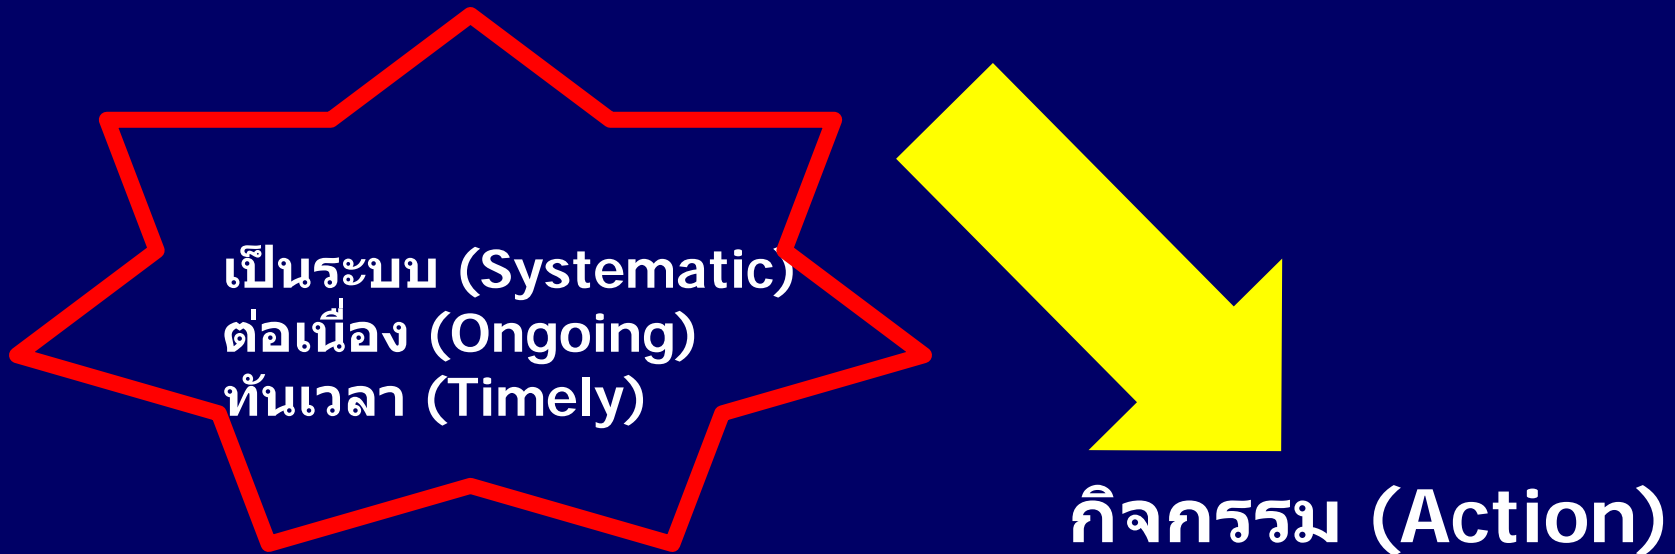 เป็นระบบ (Systematic)
ต่อเนื่อง (Ongoing)
ทันเวลา (Timely)
กิจกรรม (Action)